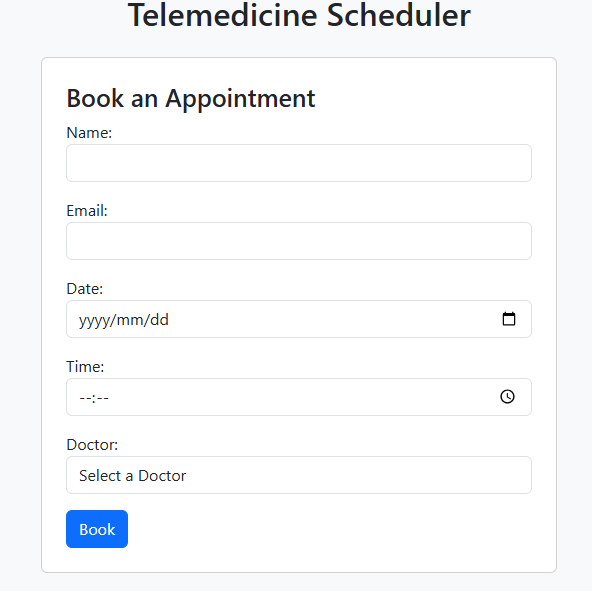 Telemedicine Scheduler
Book an Appointment
Name:
Email:
Date:
yyyy/mm/dd
Time:
--:--
Doctor:
Select a Doctor
Book